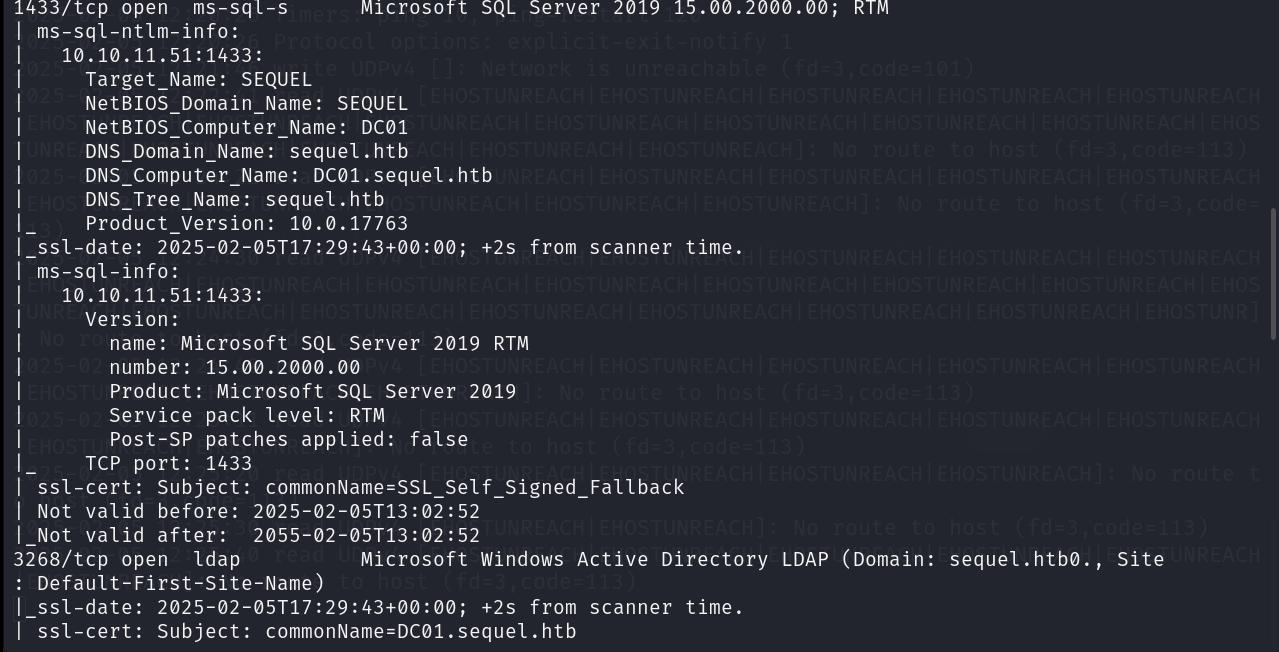 1433/tcp open  ms-sql-s      Microsoft SQL Server 2019 15.00.2000.00; RTM
| ms-sql-ntlm-info:
|   10.10.11.51:1433:
|     Target_Name: SEQUEL
|     NetBIOS_Domain_Name: SEQUEL
|     NetBIOS_Computer_Name: DC01
|     DNS_Domain_Name: sequel.htb
|     DNS_Computer_Name: DC01.sequel.htb
|     DNS_Tree_Name: sequel.htb
|_    Product_Version: 10.0.17763
|_ssl-date: 2025-02-05T17:29:43+00:00; +2s from scanner time.
| ms-sql-info:
|   10.10.11.51:1433:
|     Version:
|       name: Microsoft SQL Server 2019 RTM
|       number: 15.00.2000.00
|       Product: Microsoft SQL Server 2019
|       Service pack level: RTM
|       Post-SP patches applied: false
|_    TCP port: 1433
| ssl-cert: Subject: commonName=SSL_Self_Signed_Fallback
| Not valid before: 2025-02-05T13:02:52
|_Not valid after:  2055-02-05T13:02:52
3268/tcp open  ldap          Microsoft Windows Active Directory LDAP (Domain: sequel.htb0., Site
: Default-First-Site-Name)
|_ssl-date: 2025-02-05T17:29:43+00:00; +2s from scanner time.
| ssl-cert: Subject: commonName=DC01.sequel.htb